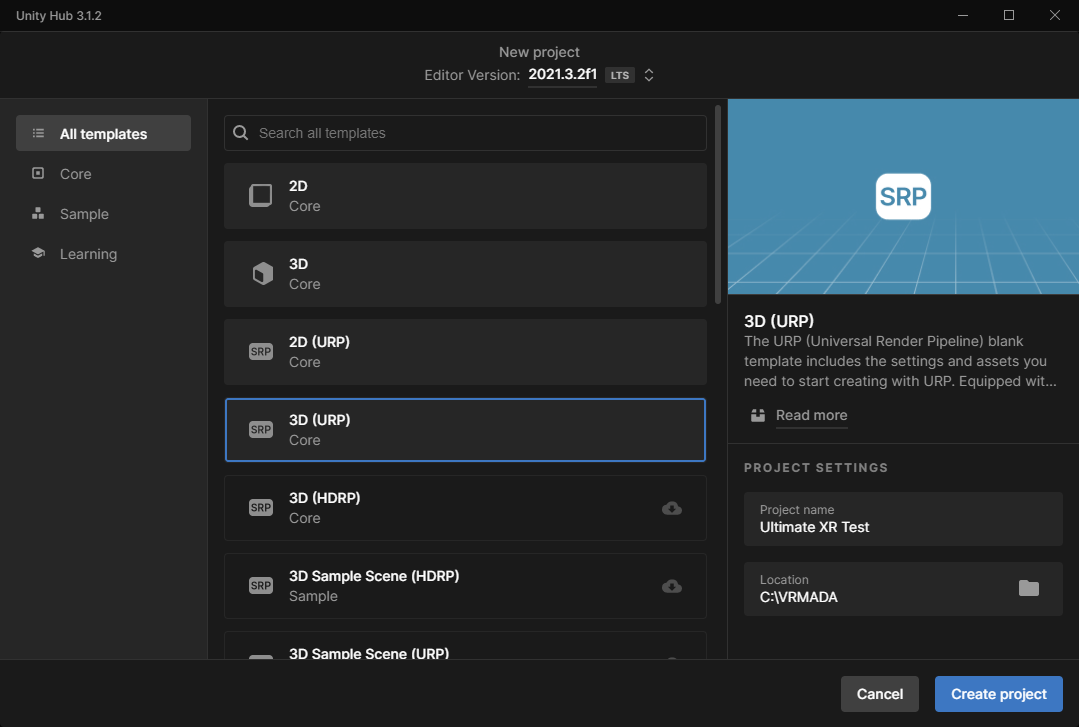 Unity Hub 3.1.2
New project
Editor Version: 2021.3.2f1 LTS
All templates
Core
Sample
Learning
Search all templates
2D
Core
3D
Core
SRP
2D (URP)
Core
SRP
3D (URP)
Core
SRP
3D (HDRP)
Core
SRP
3D Sample Scene (HDRP)
Sample
3D Sample Scene (URP)
SRP
3D (URP)
The URP (Universal Render Pipeline) blank
template includes the settings and assets you
need to start creating with URP. Equipped wit...
Read more
PROJECT SETTINGS
Project name
Ultimate XR Test
Location
C:\VRMADA
Cancel
Create project